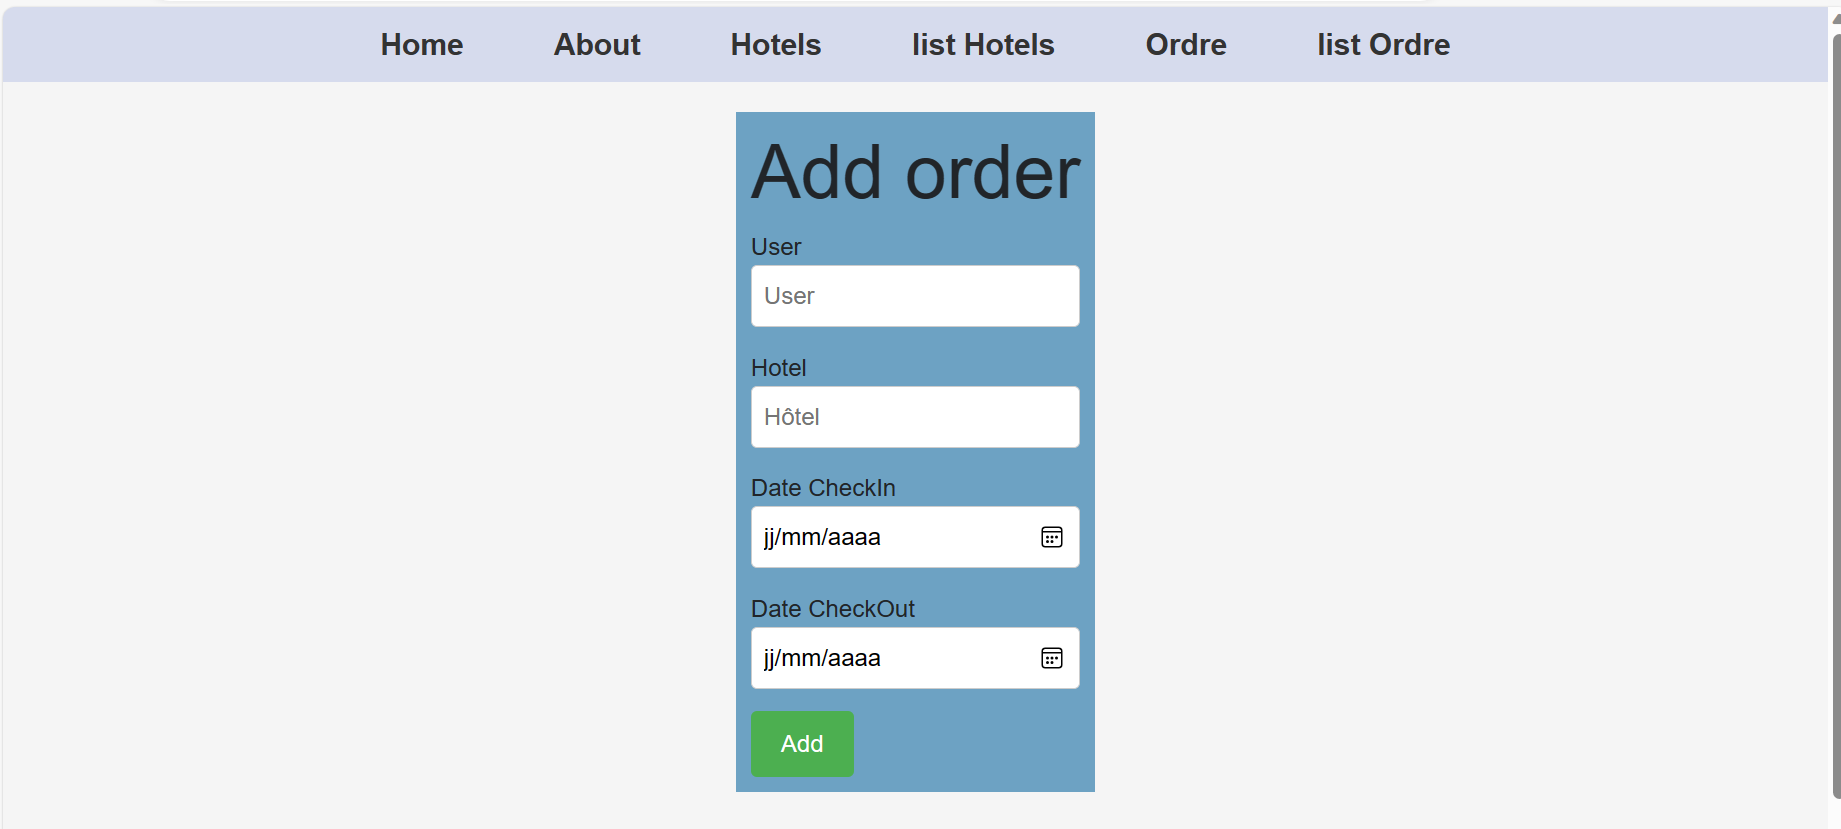 Home About Hotels list Hotels Ordre list Ordre
Add order
User
User
Hotel
Hôtel
Date CheckIn
jj/mm/aaaa
Date CheckOut
jj/mm/aaaa
Add